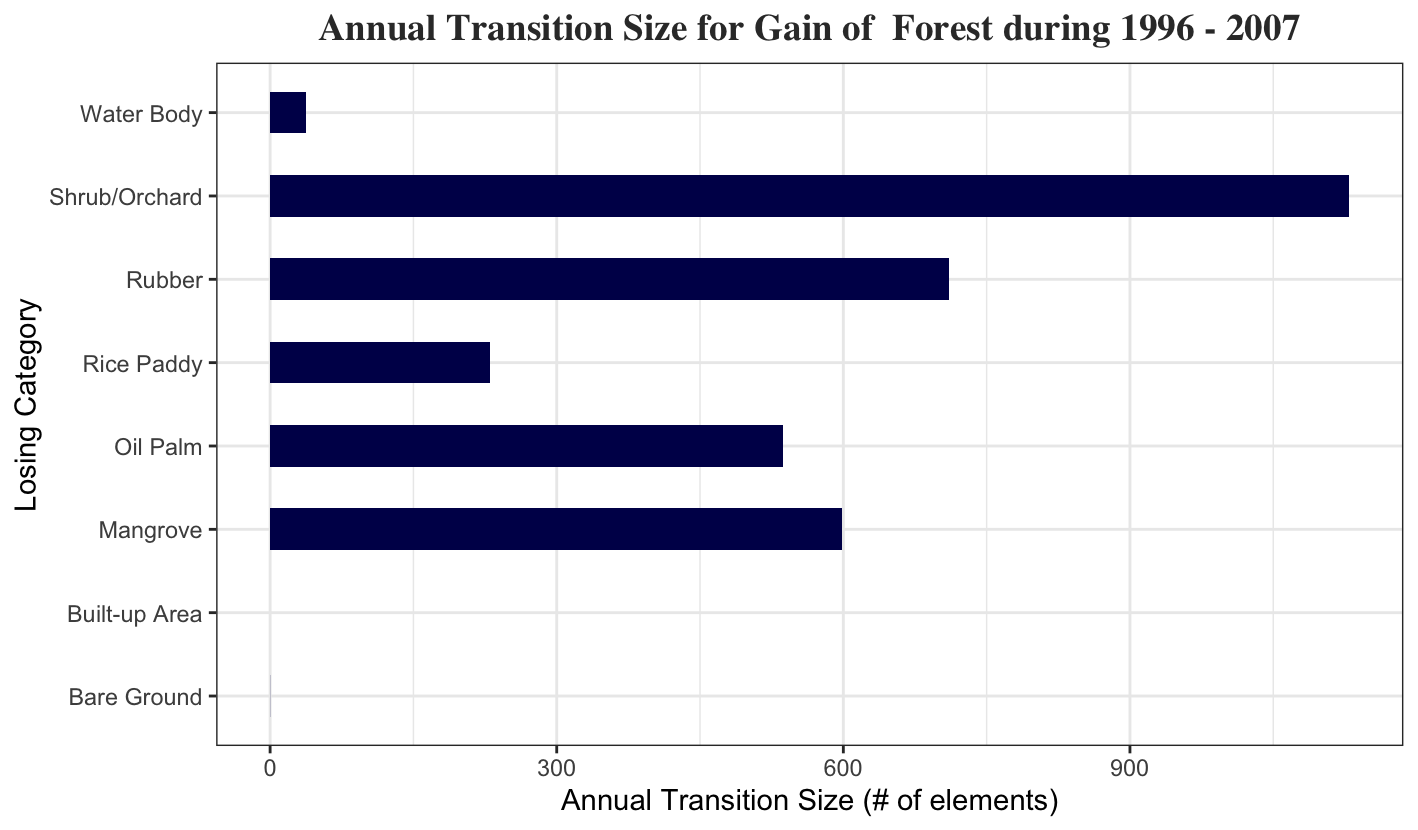 Annual Transition Size for Gain of  Forest during 1996 - 2007
Losing Category
Water Body
Shrub/Orchard
Rubber
Rice Paddy
Oil Palm
Mangrove
Built-up Area
Bare Ground
0 300 600 900
Annual Transition Size (# of elements)